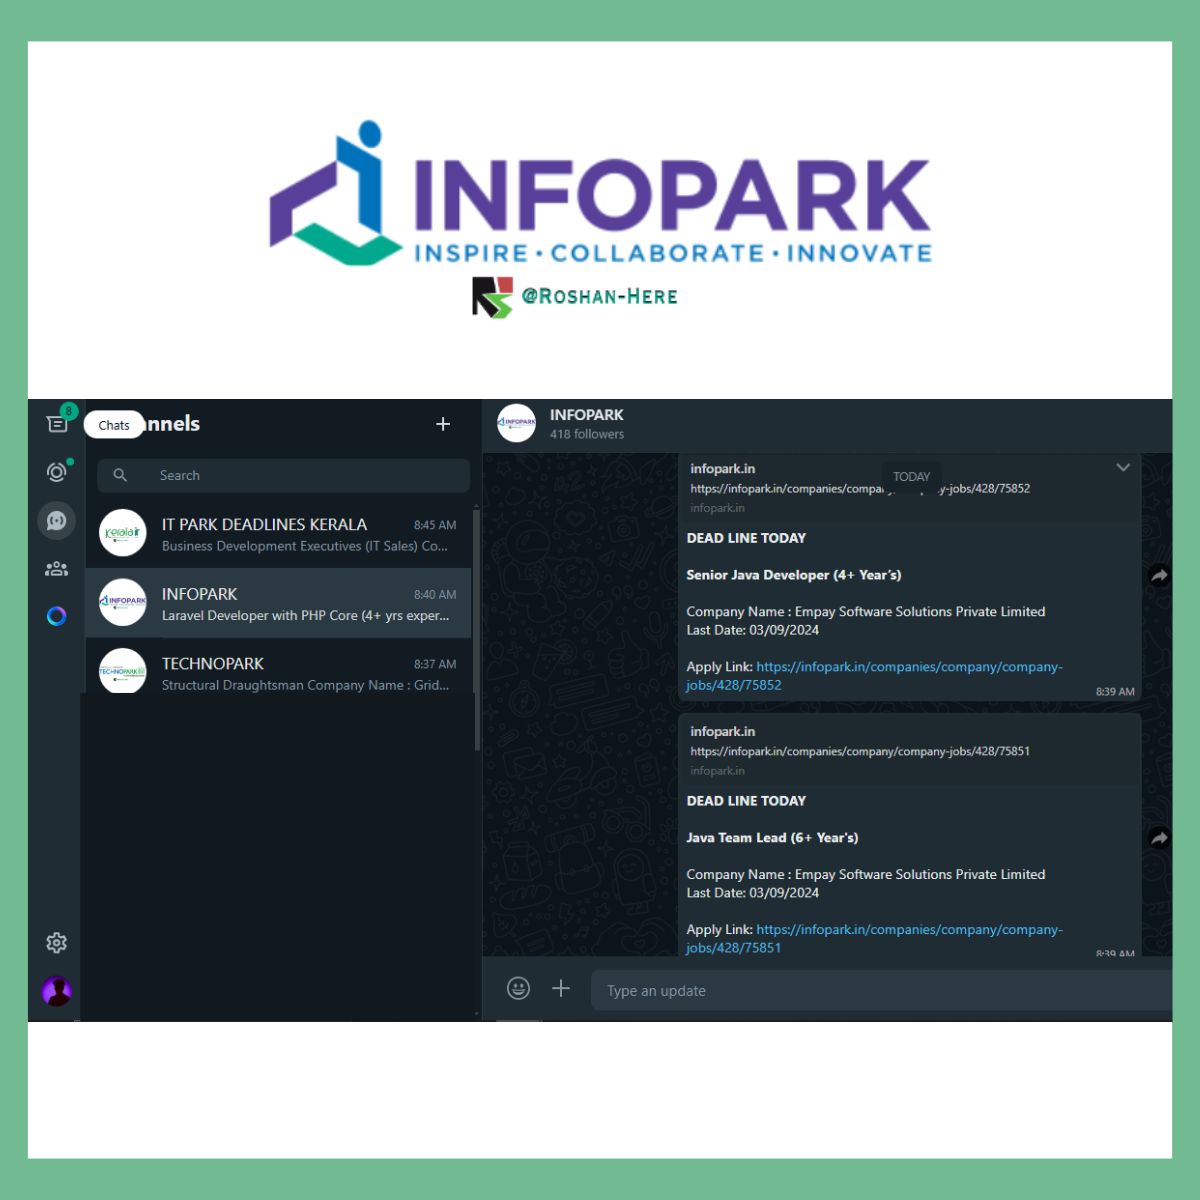 INFOPARK
INSPIRE · COLLABORATE · INNOVATE
@ROSHAN-HERE
8
Chats
nnels
Search
IT PARK DEADLINES KERALA
8:45 AM
Business Development Executives (IT Sales) Co...
INFOPARK
8:40 AM
Laravel Developer with PHP Core (4+ yrs exper...
TECHNOPARK
8:37 AM
Structural Draughtsman Company Name : Grid...
INFOPARK
418 followers
TODAY
infopark.in
https://infopark.in/companies/compan y-jobs/428/75852
infopark.in
DEAD LINE TODAY
Senior Java Developer (4+ Year's)
Company Name : Empay Software Solutions Private Limited
Last Date: 03/09/2024
Apply Link: https://infopark.in/companies/company/company-
jobs/428/75852
8:39 AM
infopark.in
https://infopark.in/companies/company/company-jobs/428/75851
infopark.in
DEAD LINE TODAY
Java Team Lead (6+ Year's)
Company Name : Empay Software Solutions Private Limited
Last Date: 03/09/2024
Apply Link: https://infopark.in/companies/company/company-
jobs/428/75851
8:39 AM
Type an update